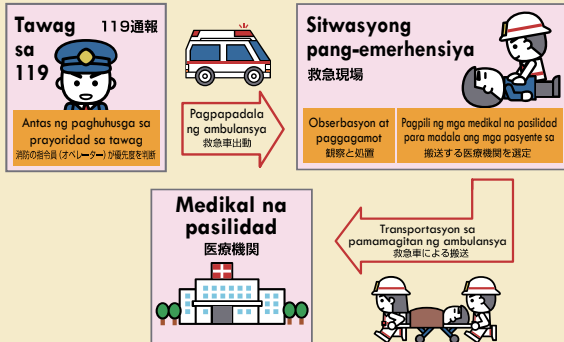 Tawag 119通報
sa
119
Antas ng paghuhusga sa
prayoridad sa tawag
消防の指令員（オペレーター）が優先度を判断
Pagpapadala
ng ambulansya
救急車出動
Sitwasyong
pang-emerhensiya
救急現場
Obserbasyon at
paggagamot
観察と処置
Pagpili ng mga medikal na pasilidad
para madala ang mga pasyente sa
搬送する医療機関を選定
Transportasyon sa
pamamagitan ng ambulansya
救急車による搬送
Medikal na
pasilidad
医療機関